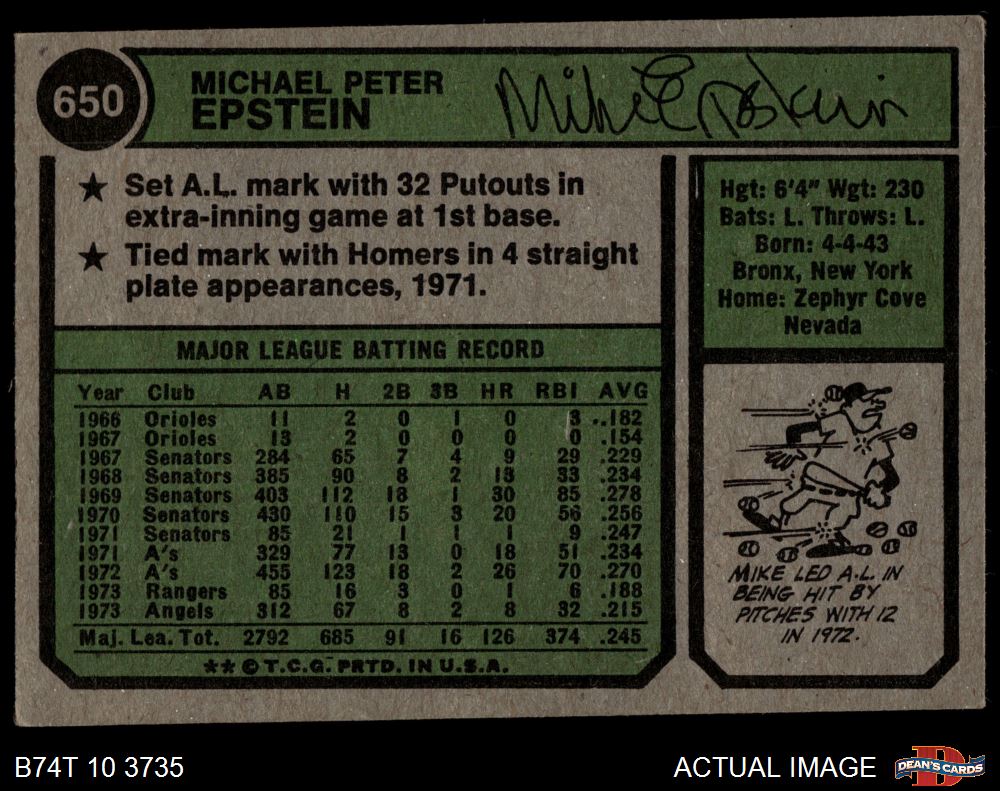 650
MICHAEL PETER
EPSTEIN
Mike Epstein
★ Set A.L. mark with 32 Putouts in
extra-inning game at 1st base.
★ Tied mark with Homers in 4 straight
plate appearances, 1971.
Hgt: 6'4" Wgt: 230
Bats: L. Throws: L.
Born: 4-4-43
Bronx, New York
Home: Zephyr Cove
Nevada
MAJOR LEAGUE BATTING RECORD
Year Club AB H 2B 3B HR RBI AVG
1966 Orioles 11 2 0 1 0 3 .182
1967 Orioles 13 2 0 0 0 0 .154
1967 Senators 284 65 7 4 9 29 .229
1968 Senators 385 90 8 2 13 33 .234
1969 Senators 403 112 18 1 30 85 .278
1970 Senators 430 110 15 3 20 56 .256
1971 Senators 85 21 1 1 1 9 .247
1971 A's 329 77 13 0 18 51 .234
1972 A's 455 123 18 2 26 70 .270
1973 Rangers 85 16 3 0 1 6 .188
1973 Angels 312 67 8 2 8 32 .215
Maj. Lea. Tot. 2792 685 91 16 126 374 .245
** © T.C.G. PRTD. IN U.S.A.
MIKE LED A.L. IN
BEING HIT BY
PITCHES WITH 12
IN 1972.
B74T 10 3735
ACTUAL IMAGE
DEAN'S CARDS